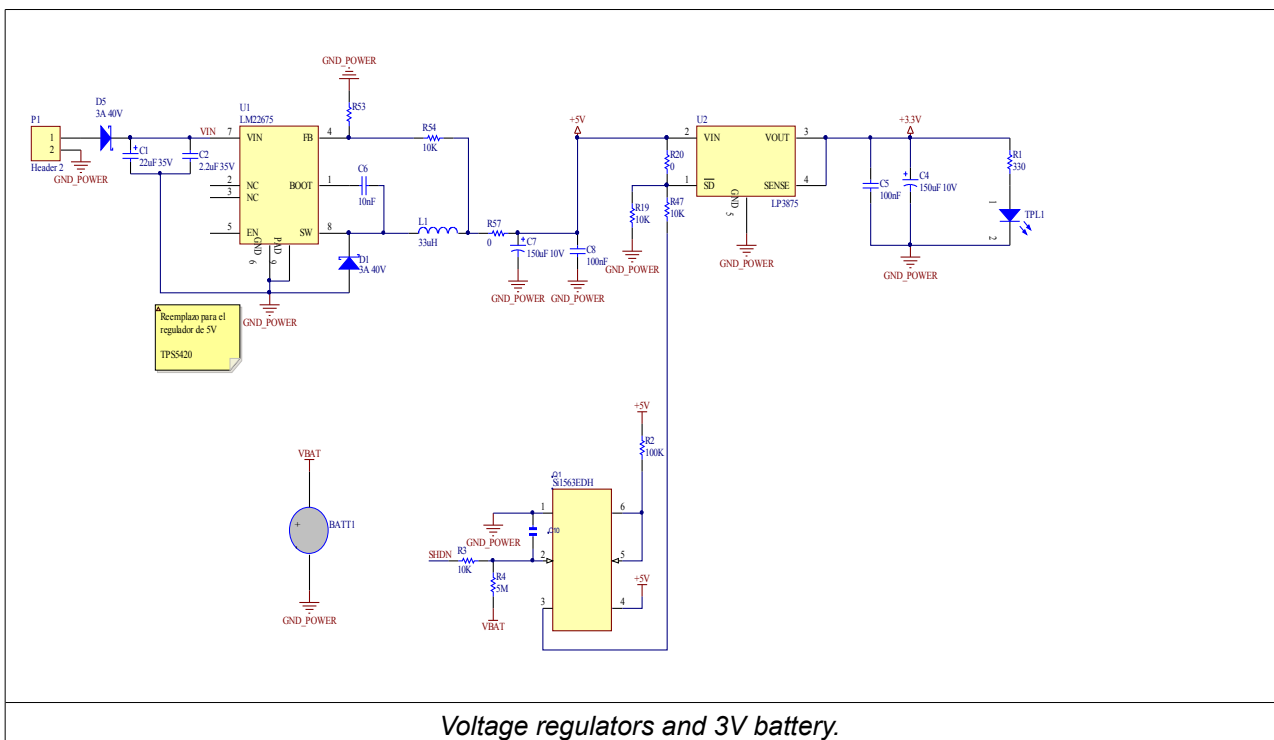 GND_POWER
D5
3A 40V
P1
1
2
Header 2
GND_POWER
C1
22uF 35V
C2
2.2uF 35V
VIN
U1
LM22675
7
VIN
FB
4
2
NC
3
NC
BOOT
1
5
EN
SW
8
GND
6
PAD
9
R53
R54
10K
C6
10nF
L1
33uH
D1
3A 40V
GND_POWER
R57
0
C7
150uF 10V
GND_POWER
C8
100nF
GND_POWER
+5V
R20
0
R19
10K
GND_POWER
R47
10K
U2
2
VIN
VOUT
3
1
SD
SENSE
4
GND
5
LP3875
GND_POWER
+3.3V
C5
100nF
C4
150uF 10V
GND_POWER
R1
330
1
TPL1
2
Reemplazo para el
regulador de 5V
TPS5420
VBAT
+
BATT1
GND_POWER
+5V
R2
100K
Q1
Si1563EDH
1
6
2
5
3
4
GND_POWER
C10
SHDN
R3
10K
R4
5M
VBAT
+5V
Voltage regulators and 3V battery.